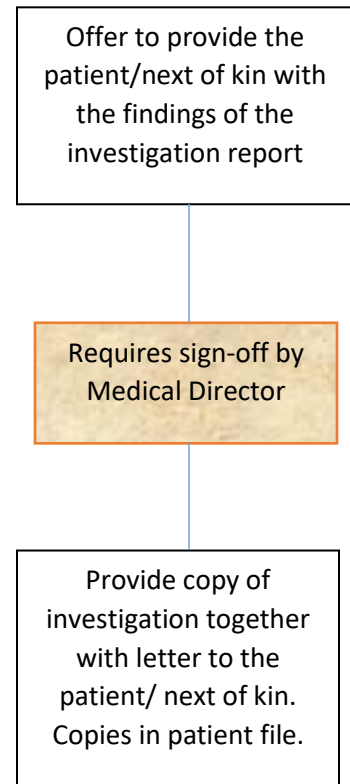 Offer to provide the
patient/next of kin with
the findings of the
investigation report
Requires sign-off by
Medical Director
Provide copy of
investigation together
with letter to the
patient/ next of kin.
Copies in patient file.